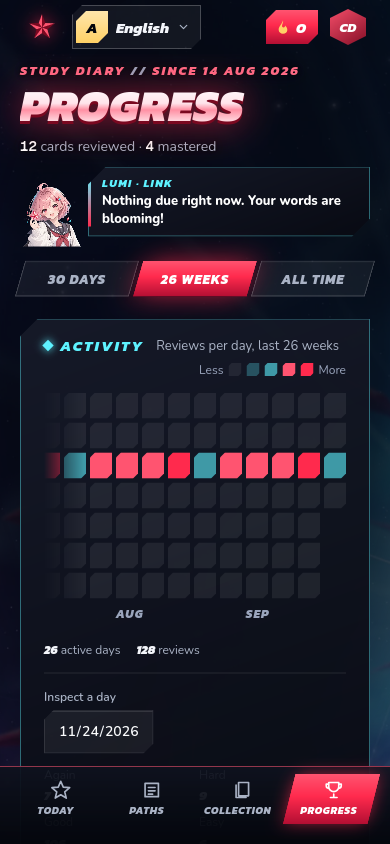 A English
0
CD
STUDY DIARY // SINCE 14 AUG 2026
PROGRESS
12 cards reviewed · 4 mastered
LUMI · LINK
Nothing due right now. Your words are
blooming!
30 DAYS
26 WEEKS
ALL TIME
ACTIVITY Reviews per day, last 26 weeks
Less More
AUG SEP
26 active days 128 reviews
Inspect a day
11/24/2026
Again Hard
TODAY
PATHS
COLLECTION
PROGRESS